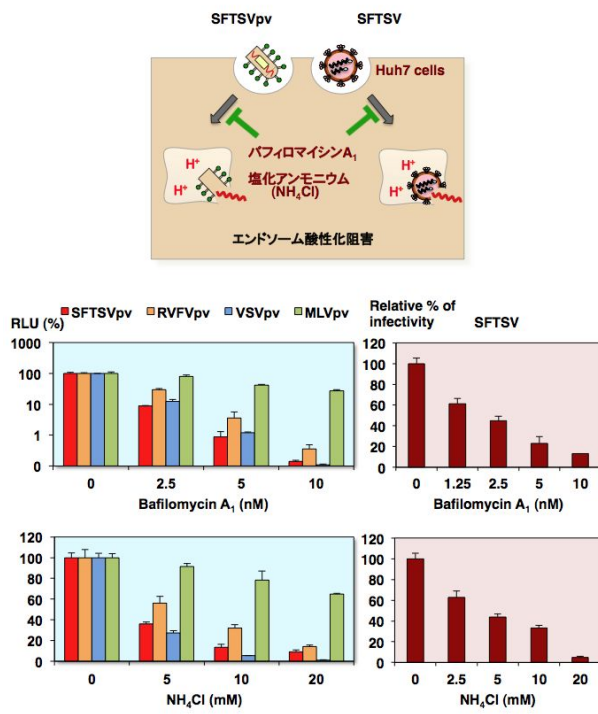 SFTSVpv SFTSV
Huh7 cells
バフィロマイシンA1
H+ 塩化アンモニウム H+
H+ (NH4Cl) H+
エンドソーム酸性化阻害
SFTSVpv RVFVpv VSVpv MLVpv
RLU (%)
1000
100
10
1
0
0 2.5 5 10
Bafilomycin A1 (nM)
Relative % of
infectivity SFTSV
120
100
80
60
40
20
0
0 1.25 2.5 5 10
Bafilomycin A1 (nM)
120
100
80
60
40
20
0
0 5 10 20
NH4Cl (mM)
120
100
80
60
40
20
0
0 2.5 5 10 20
NH4Cl (mM)